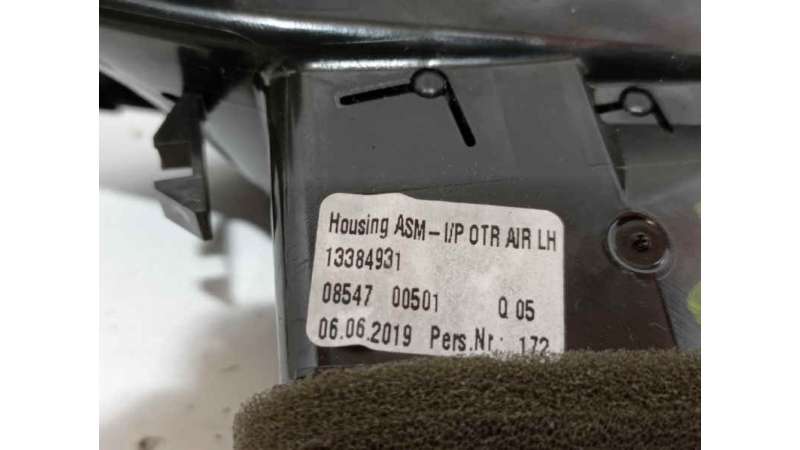 Housing ASM-I/P OTR AIR LH
13384931
08547 00501 Q 05
06.06.2019 Pers.Nr.: 172